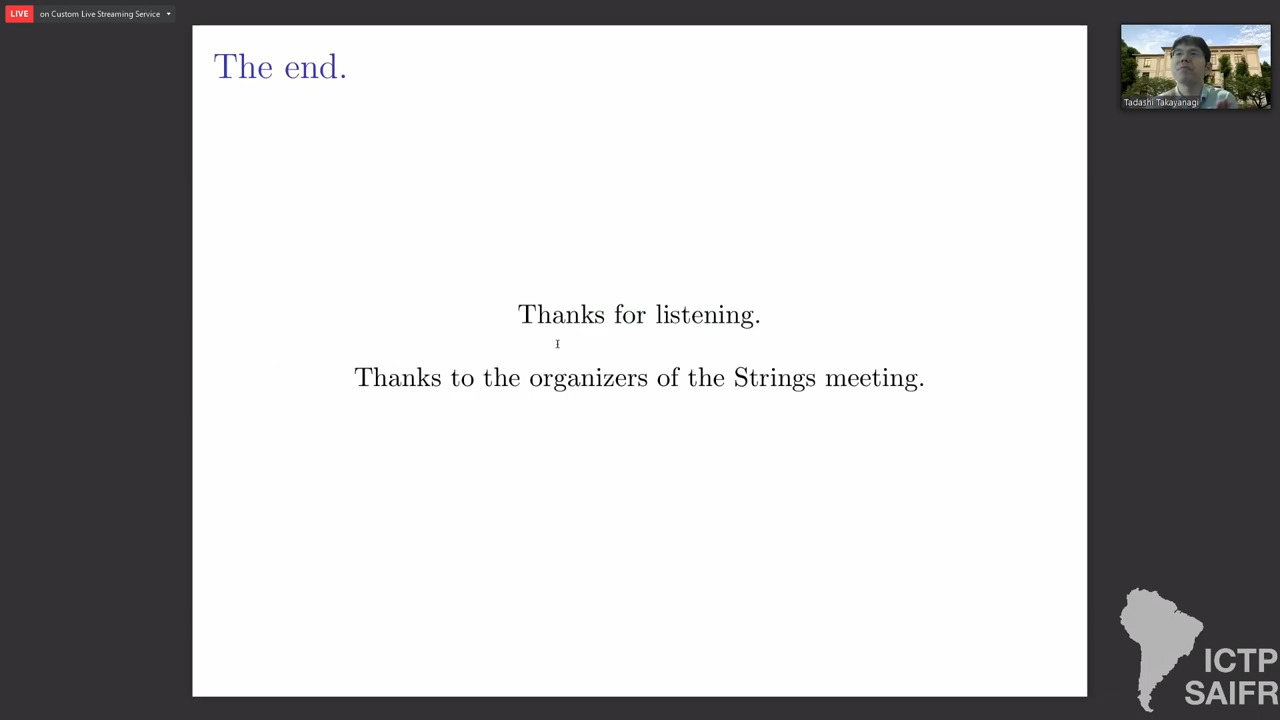 LIVE on Custom Live Streaming Service
The end.
Tadashi Takayanagi
Thanks for listening.
Thanks to the organizers of the Strings meeting.
ICTP
SAIFR